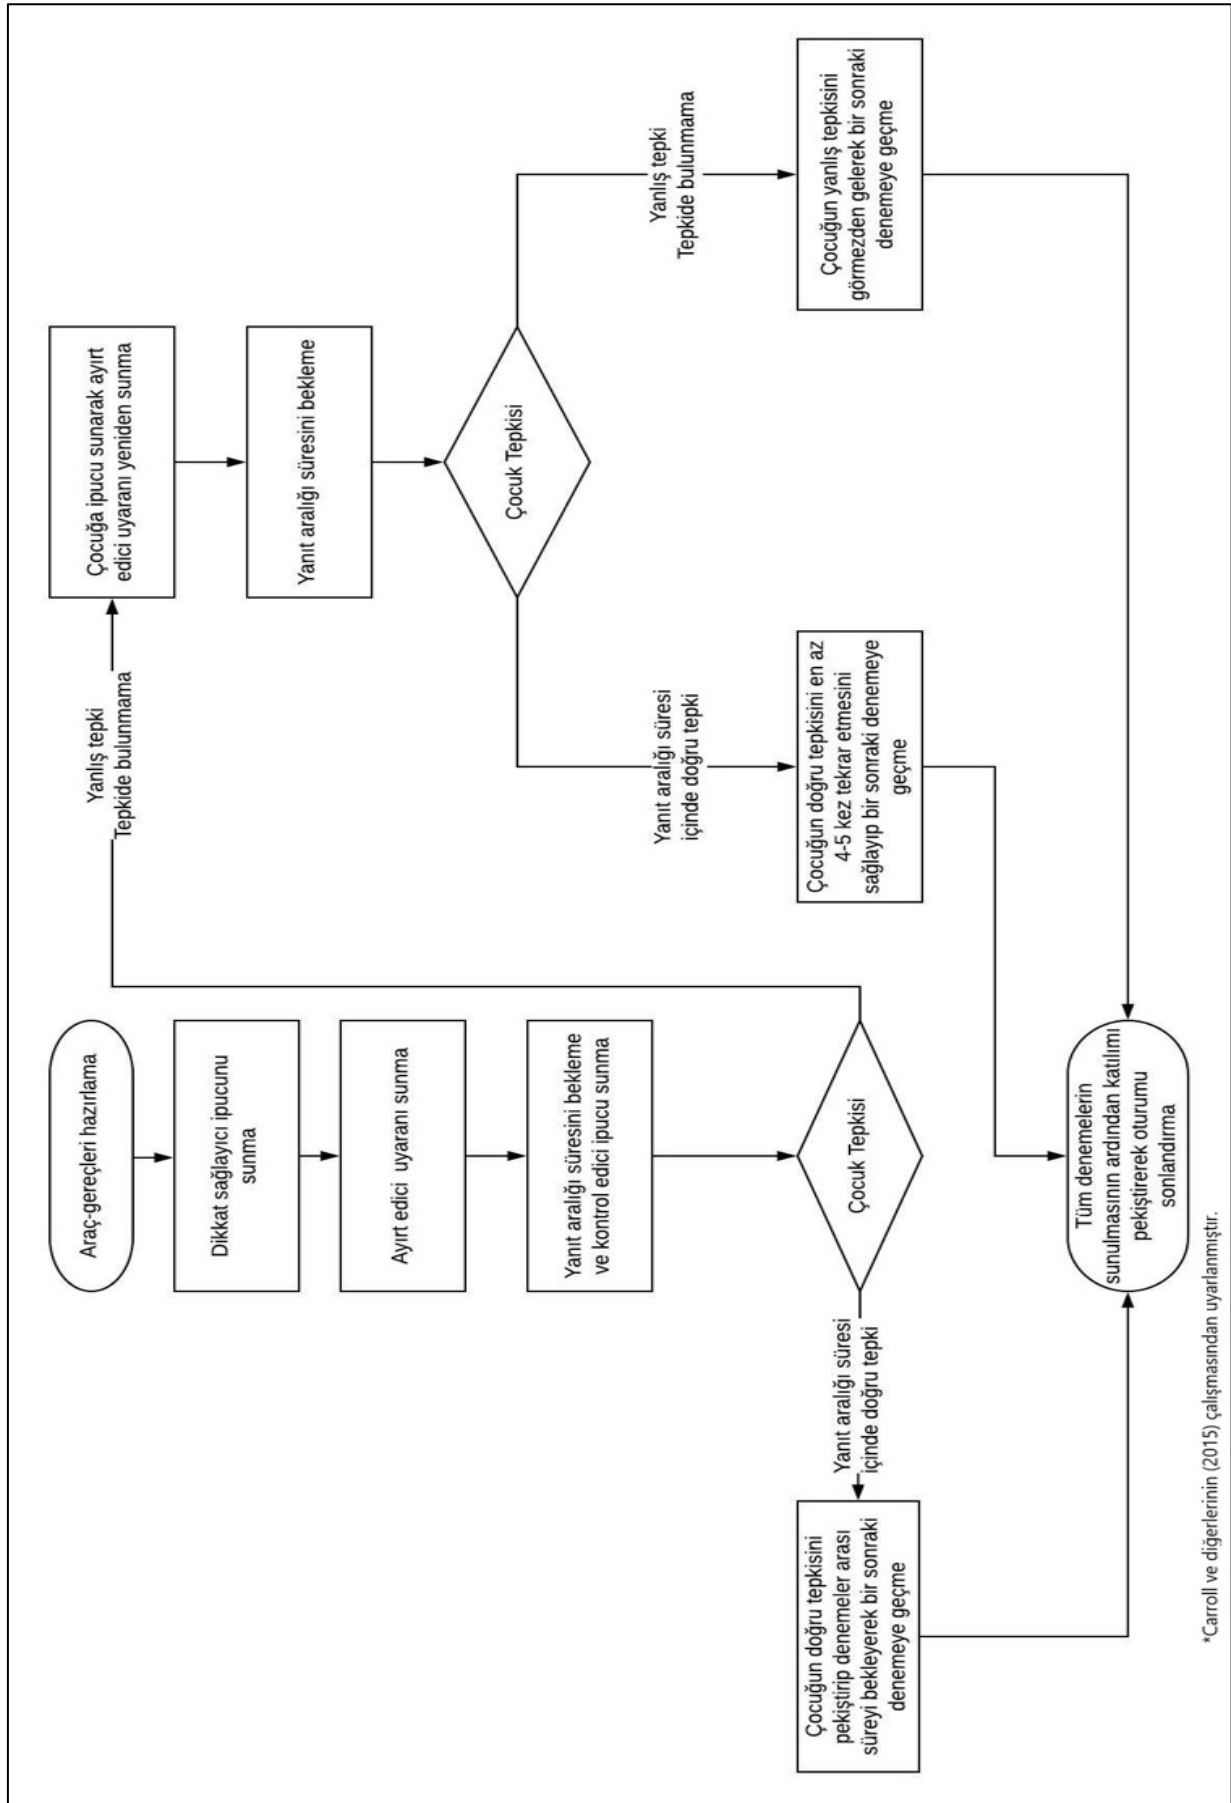 Araç-gereçleri hazırlama
Dikkat sağlayıcı ipucunu
sunma
Ayırt edici uyaranı sunma
Yanıt aralığı süresini bekleme
ve kontrol edici ipucu sunma
Çocuk Tepkisi
Yanıt aralığı süresi
içinde doğru tepki
Çocuğun doğru tepkisini
pekiştirip denemeler arası
süreyi bekleyerek bir sonraki
denemeye geçme
Yanlış tepki
Tepkide bulunmama
Çocuğa ipucu sunarak ayırt
edici uyaranı yeniden sunma
Yanıt aralığı süresini bekleme
Çocuk Tepkisi
Yanıt aralığı süresi
içinde doğru tepki
Çocuğun doğru tepkisini en az
4-5 kez tekrar etmesini
sağlayıp bir sonraki denemeye
geçme
Yanlış tepki
Tepkide bulunmama
Çocuğun yanlış tepkisini
görmezden gelerek bir sonraki
denemeye geçme
Tüm denemelerin
sunulmasının ardından katılımı
pekiştirerek oturumu
sonlandırma
*Carroll ve diğerlerinin (2015) çalışmasından uyarlanmıştır.